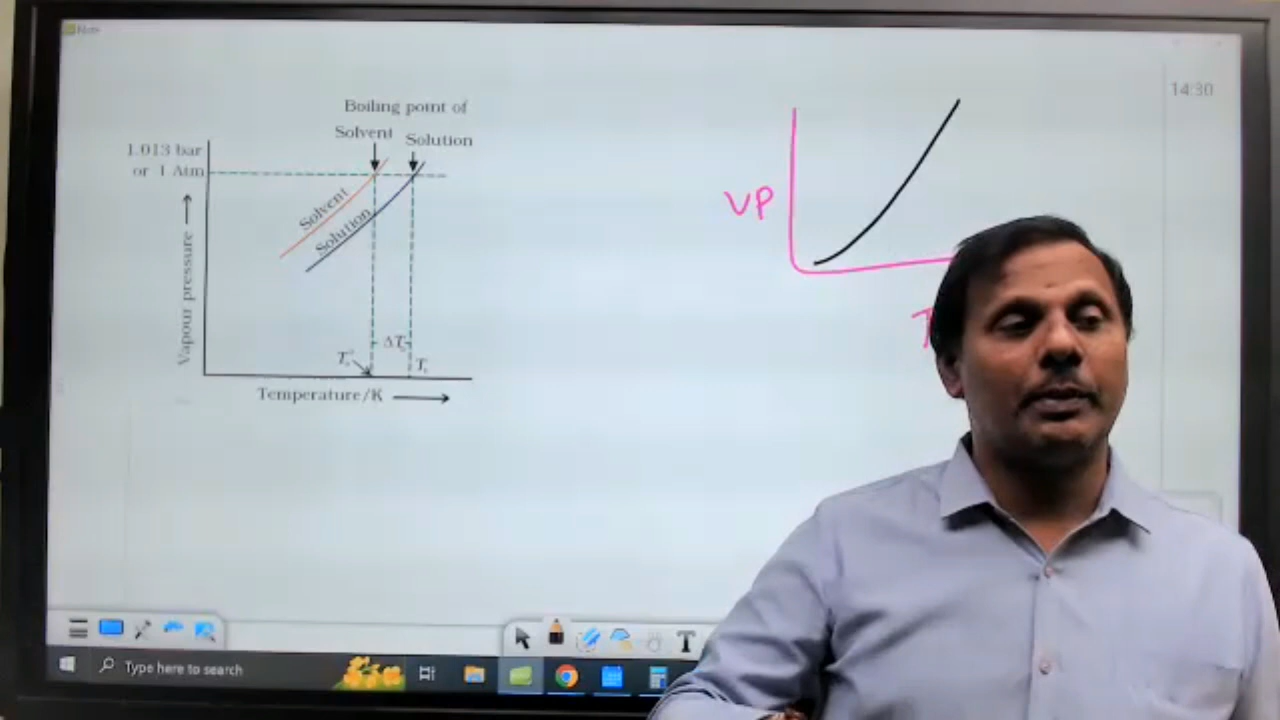 Note
14:30
Boiling point of
Solvent
Solution
1.013 bar
or 1 Atm
Vapour pressure
Solvent
Solution
ΔT
T
Temperature/K
VP
T
Type here to search
T